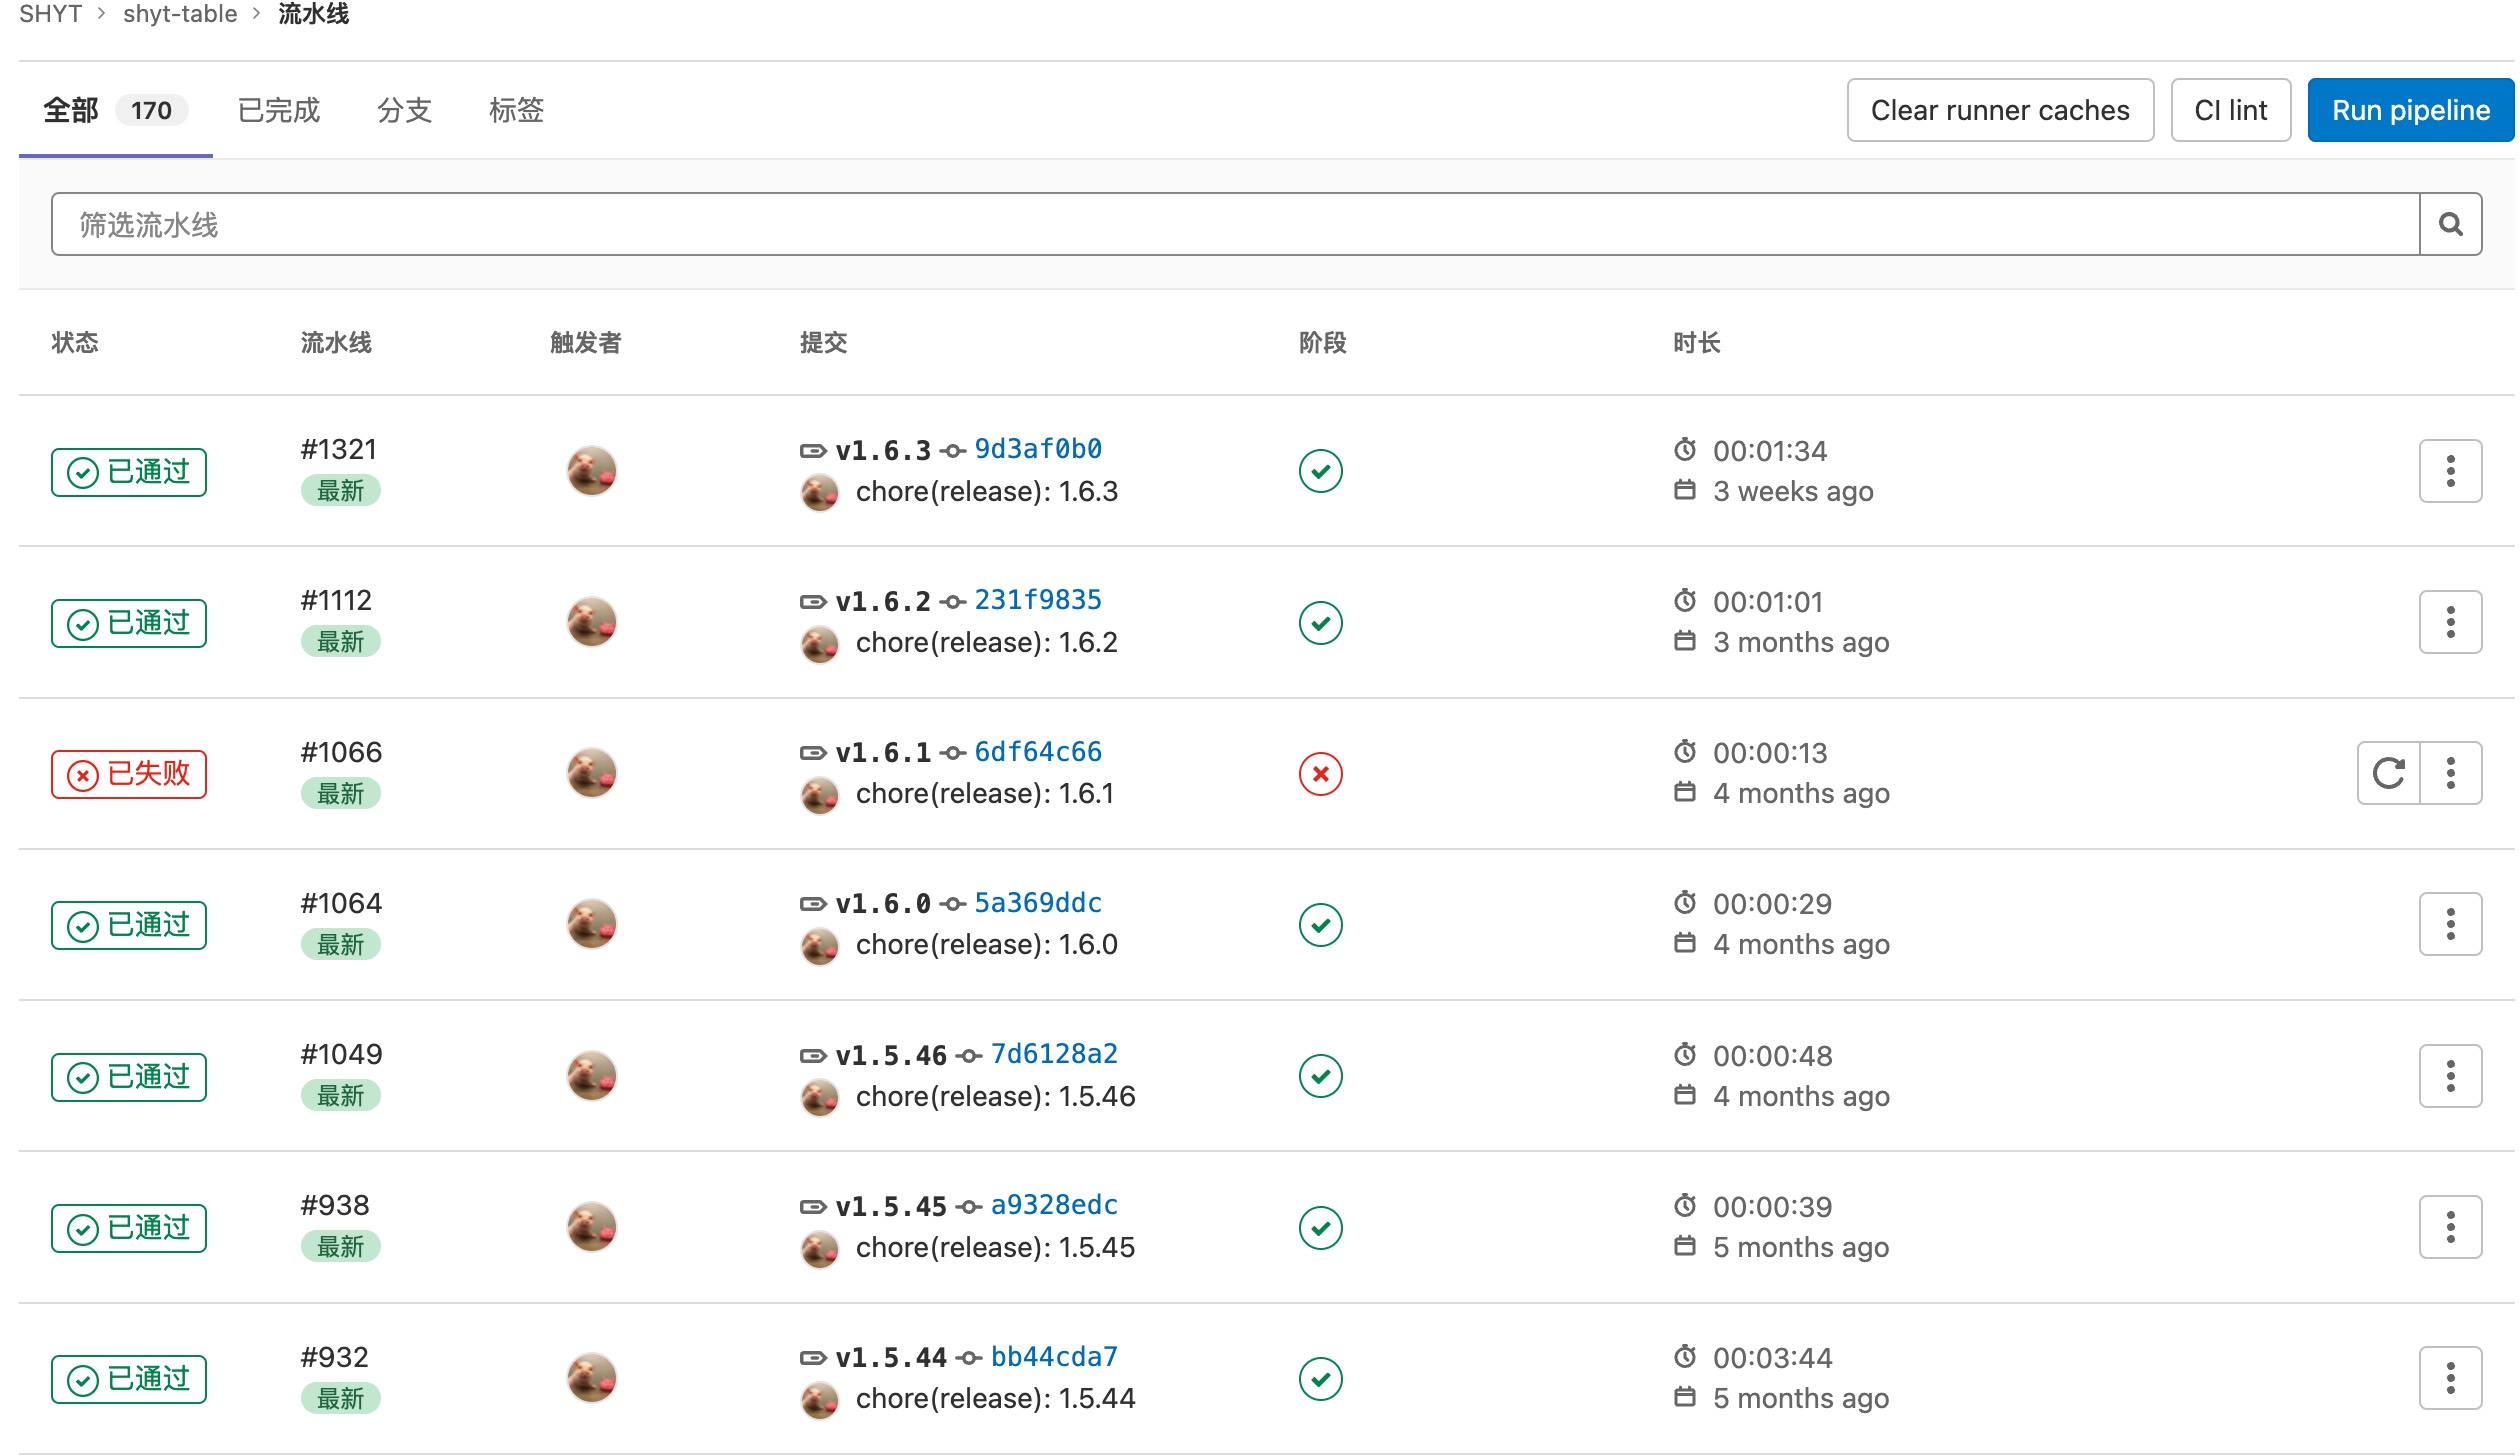 SHYT > shyt-table > 流水线
全部 170 已完成 分支 标签 Clear runner caches CI lint Run pipeline
筛选流水线
状态 流水线 触发者 提交 阶段 时长
已通过 #1321 最新 v1.6.3 9d3af0b0 00:01:34
chore(release): 1.6.3 3 weeks ago
已通过 #1112 最新 v1.6.2 231f9835 00:01:01
chore(release): 1.6.2 3 months ago
已失败 #1066 最新 v1.6.1 6df64c66 00:00:13
chore(release): 1.6.1 4 months ago
已通过 #1064 最新 v1.6.0 5a369ddc 00:00:29
chore(release): 1.6.0 4 months ago
已通过 #1049 最新 v1.5.46 7d6128a2 00:00:48
chore(release): 1.5.46 4 months ago
已通过 #938 最新 v1.5.45 a9328edc 00:00:39
chore(release): 1.5.45 5 months ago
已通过 #932 最新 v1.5.44 bb44cda7 00:03:44
chore(release): 1.5.44 5 months ago